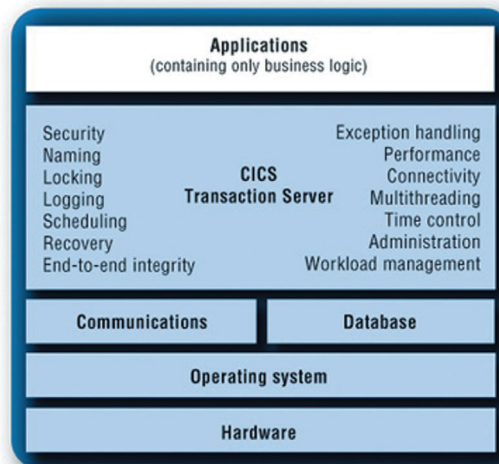 Applications
(containing only business logic)
Security
Naming
Locking
Logging
Scheduling
Recovery
End-to-end integrity
CICS
Transaction Server
Exception handling
Performance
Connectivity
Multithreading
Time control
Administration
Workload management
Communications
Database
Operating system
Hardware